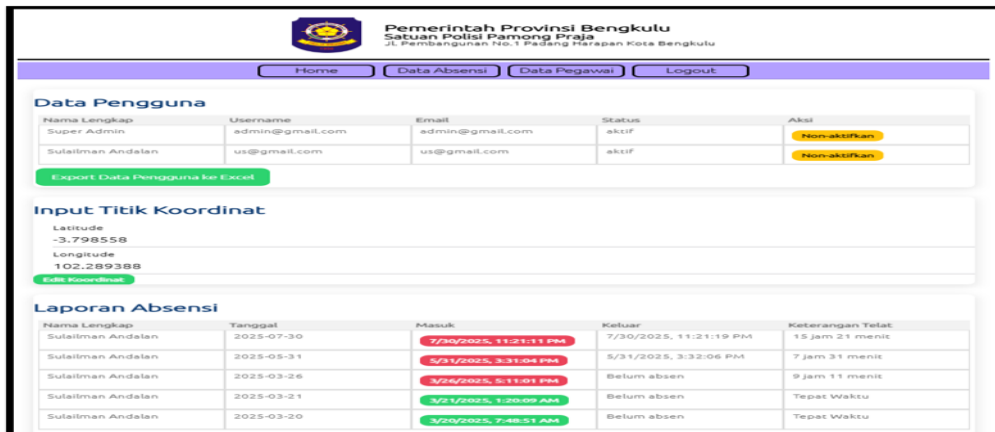 Pemerintah Provinsi Bengkulu
Satuan Polisi Pamong Praja
JL Pembangunan No.1 Padang Harapan Kota Bengkulu
Home Data Absensi Data Pegawai Logout
Data Pengguna
Nama Lengkap Username Email Status Aksi
Super Admin admin@gmail.com admin@gmail.com aktif Non-aktifkan
Sulailman Andalan us@gmail.com us@gmail.com aktif Non-aktifkan
Export Data Pengguna ke Excel
Input Titik Koordinat
Latitude
-3.798558
Longitude
102.289388
Edit Koordinat
Laporan Absensi
Nama Lengkap Tanggal Masuk Keluar Keterangan Telat
Sulailman Andalan 2025-07-30 7/30/2025, 11:21:11 PM 7/30/2025, 11:21:19 PM 15 jam 21 menit
Sulailman Andalan 2025-05-31 5/31/2025, 3:31:04 PM 5/31/2025, 3:32:06 PM 7 jam 31 menit
Sulailman Andalan 2025-03-26 3/26/2025, 5:11:01 PM Belum absen 9 jam 11 menit
Sulailman Andalan 2025-03-21 3/21/2025, 1:20:09 AM Belum absen Tepat Waktu
Sulailman Andalan 2025-03-20 3/20/2025, 7:48:51 AM Belum absen Tepat Waktu